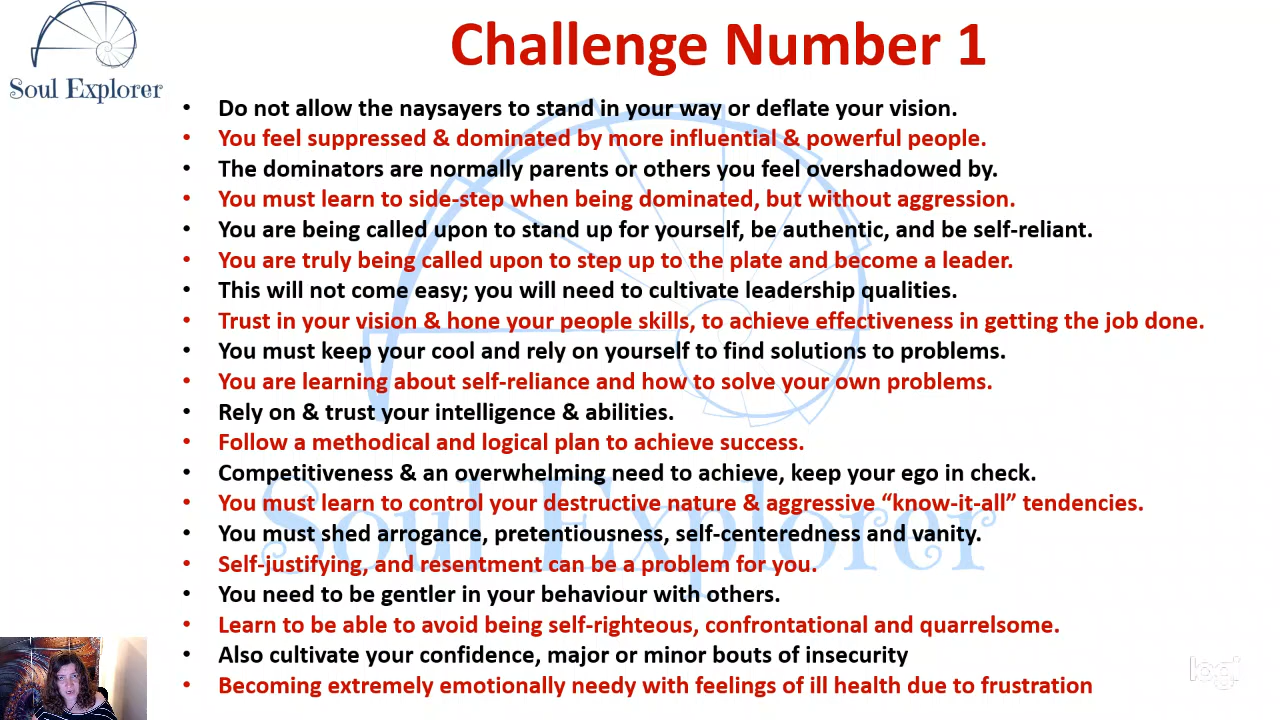 Challenge Number 1
Soul Explorer
• Do not allow the naysayers to stand in your way or deflate your vision.
• You feel suppressed & dominated by more influential & powerful people.
• The dominators are normally parents or others you feel overshadowed by.
• You must learn to side-step when being dominated, but without aggression.
• You are being called upon to stand up for yourself, be authentic, and be self-reliant.
• You are truly being called upon to step up to the plate and become a leader.
• This will not come easy; you will need to cultivate leadership qualities.
• Trust in your vision & hone your people skills, to achieve effectiveness in getting the job done.
• You must keep your cool and rely on yourself to find solutions to problems.
• You are learning about self-reliance and how to solve your own problems.
• Rely on & trust your intelligence & abilities.
• Follow a methodical and logical plan to achieve success.
• Competitiveness & an overwhelming need to achieve, keep your ego in check.
• You must learn to control your destructive nature & aggressive “know-it-all” tendencies.
• You must shed arrogance, pretentiousness, self-centeredness and vanity.
• Self-justifying, and resentment can be a problem for you.
• You need to be gentler in your behaviour with others.
• Learn to be able to avoid being self-righteous, confrontational and quarrelsome.
• Also cultivate your confidence, major or minor bouts of insecurity
• Becoming extremely emotionally needy with feelings of ill health due to frustration
Soul Explorer
logi